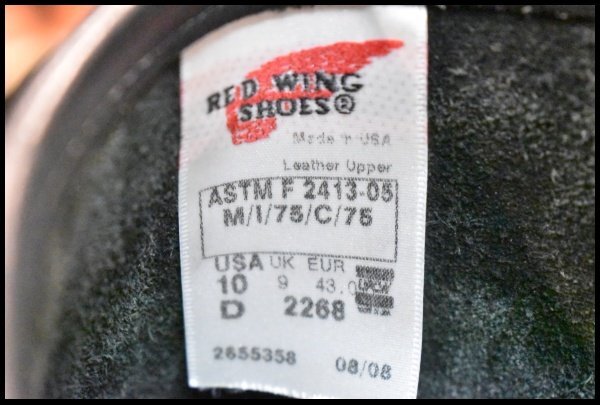 RED WING
SHOES®
Made in USA
Leather Upper
ASTM F 2413-05
M/I/75/C/75
USA UK EUR
10 9 43.0
D 2268
2655358 08/08